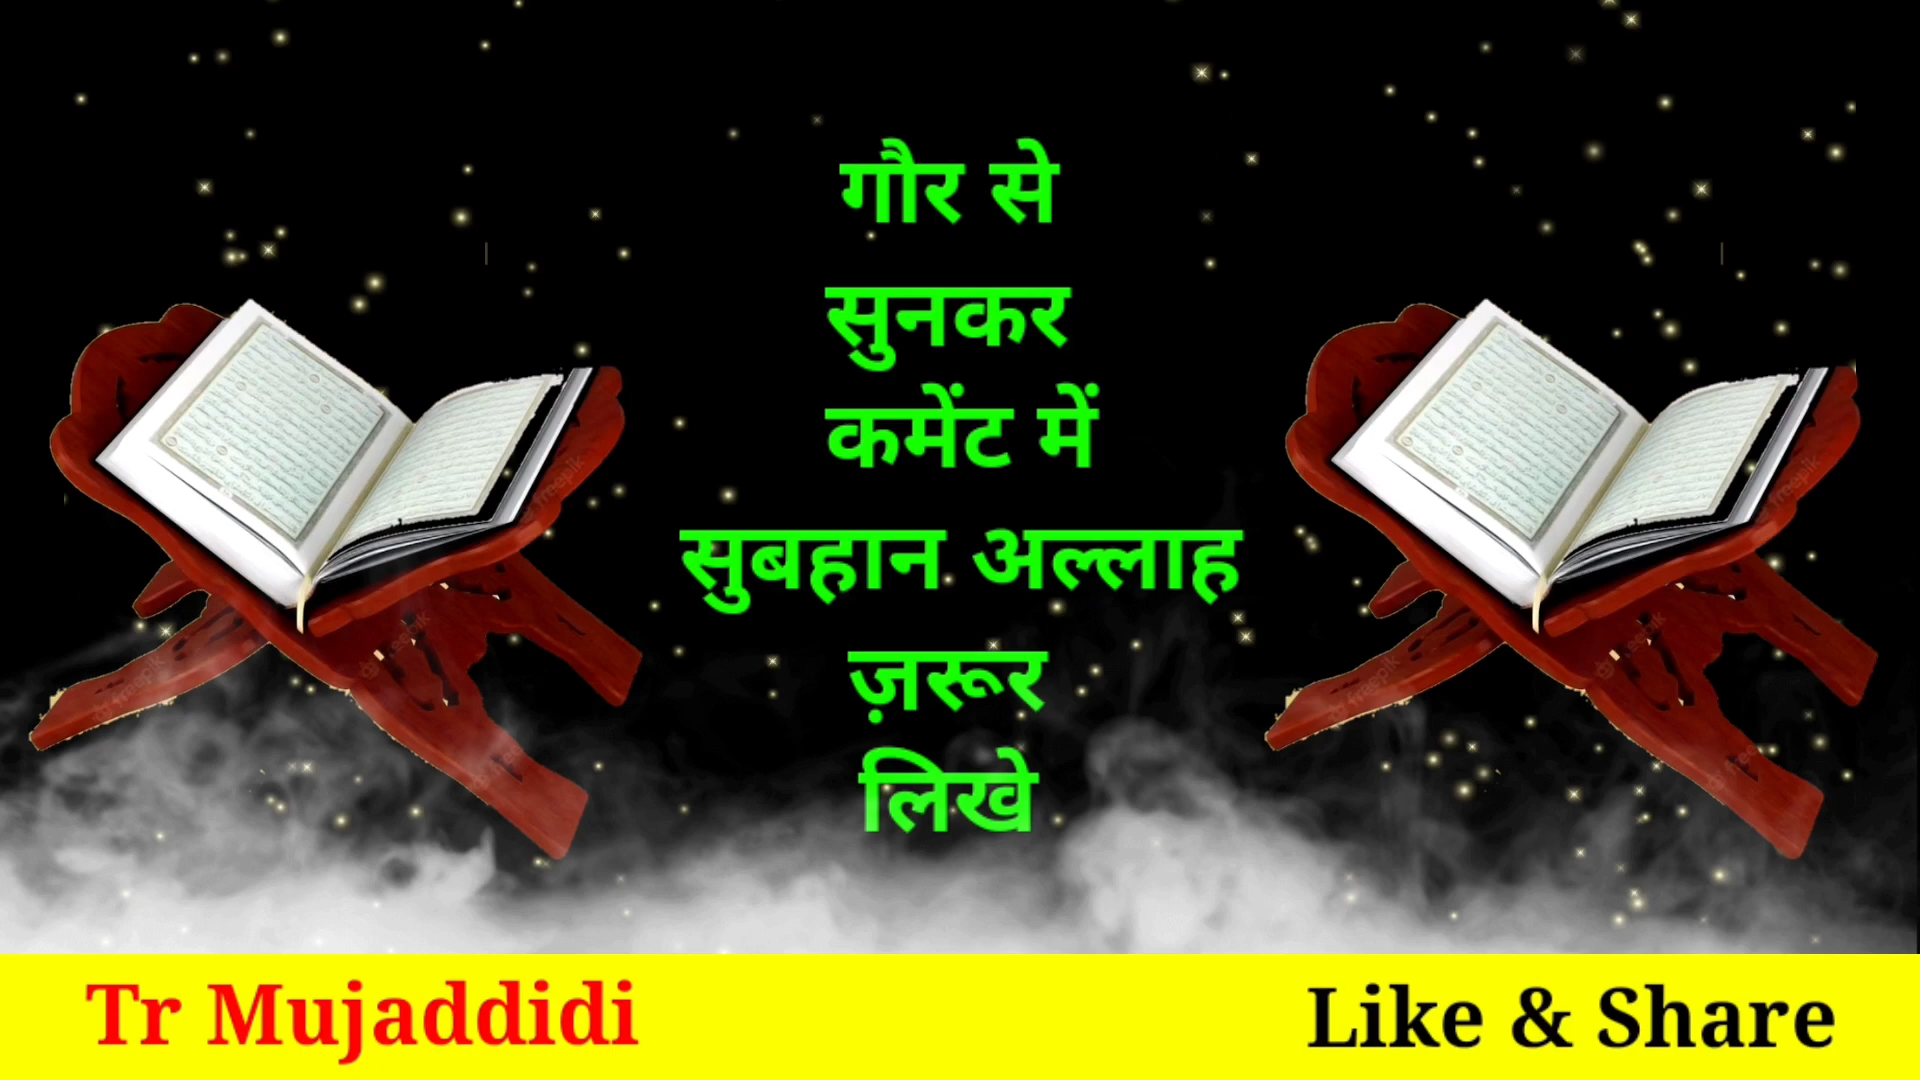 गौर से
सुनकर
कमेंट में
सुबहान अल्लाह
ज़रूर
लिखे
Tr Mujaddidi
Like & Share